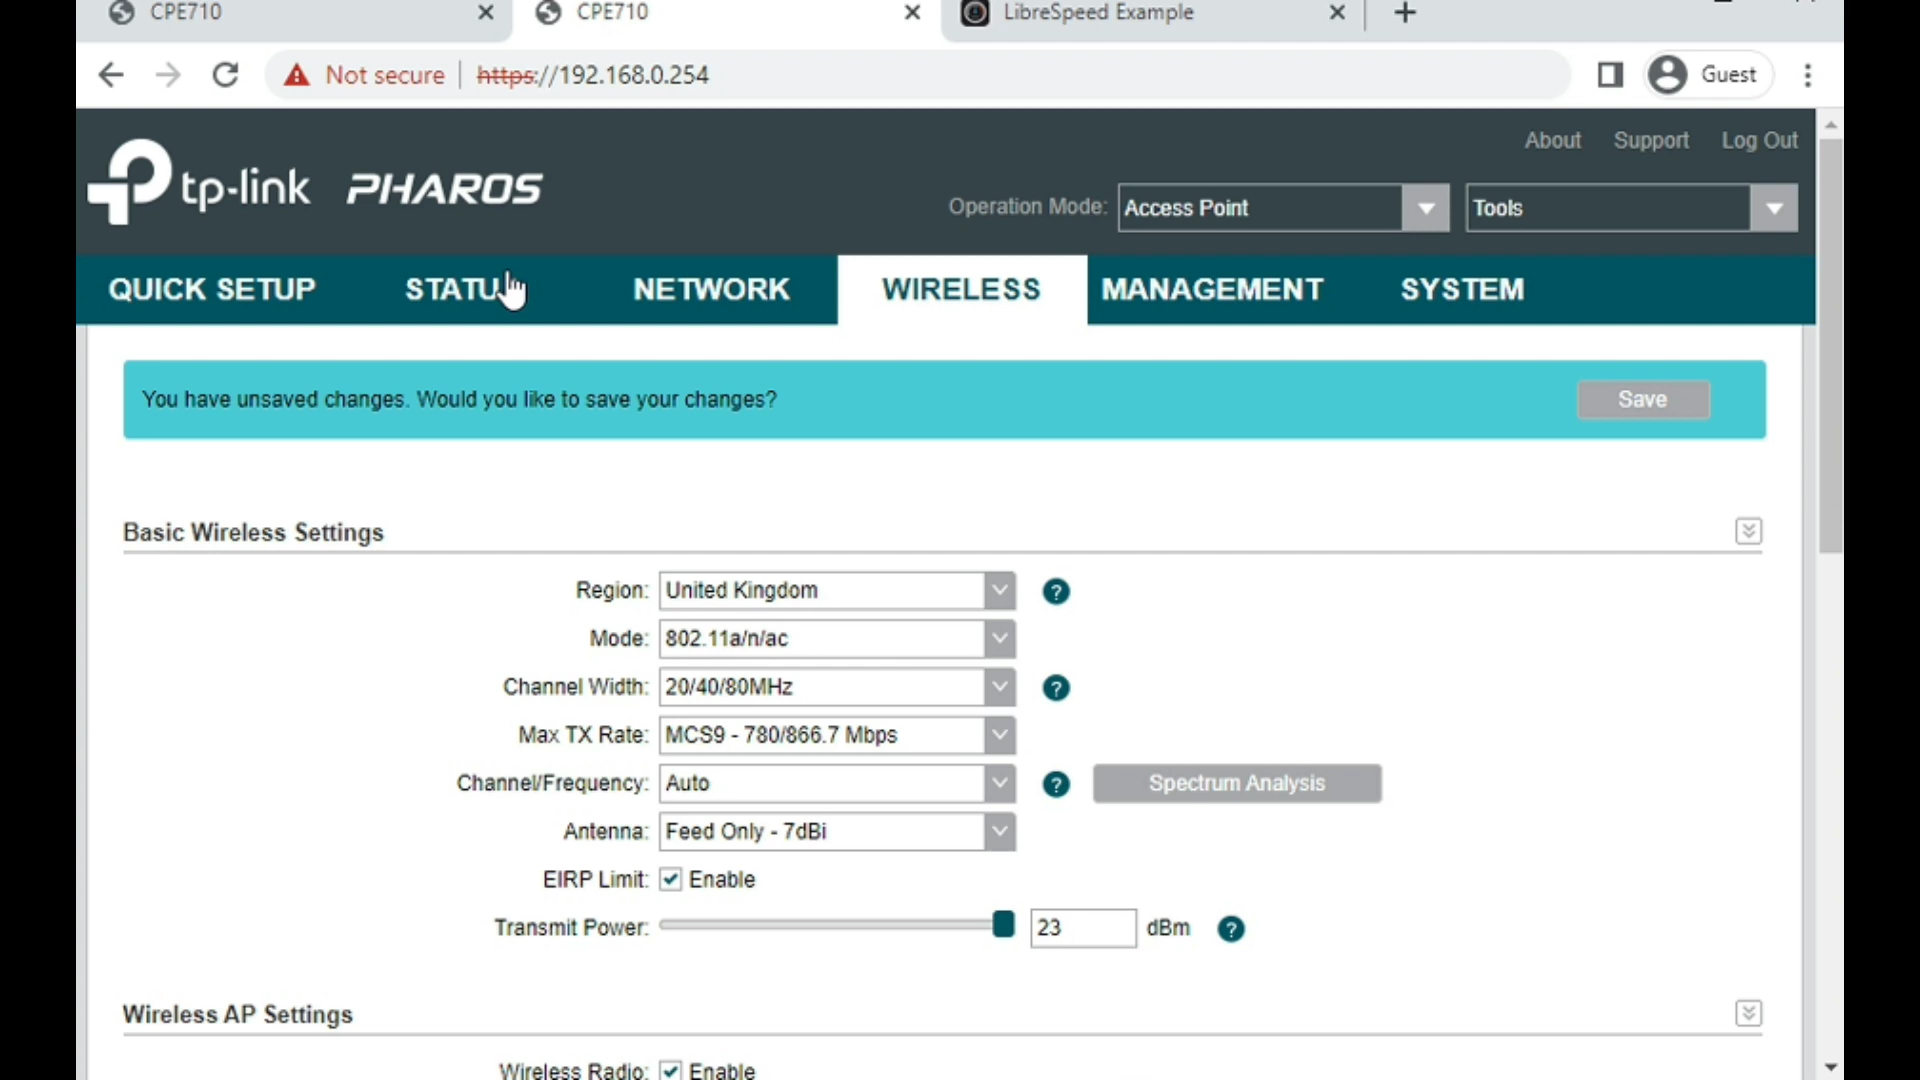 CPE710
CPE710
LibreSpeed Example
Not secure
https://192.168.0.254
Guest
About
Support
Log Out
tp-link PHAROS
Operation Mode: Access Point
Tools
QUICK SETUP
STATU
NETWORK
WIRELESS
MANAGEMENT
SYSTEM
You have unsaved changes. Would you like to save your changes?
Save
Basic Wireless Settings
Region: United Kingdom ?
Mode: 802.11a/n/ac
Channel Width: 20/40/80MHz ?
Max TX Rate: MCS9 - 780/866.7 Mbps
Channel/Frequency: Auto ? Spectrum Analysis
Antenna: Feed Only - 7dBi
EIRP Limit: Enable
Transmit Power: 23 dBm ?
Wireless AP Settings
Wireless Radio: Enable